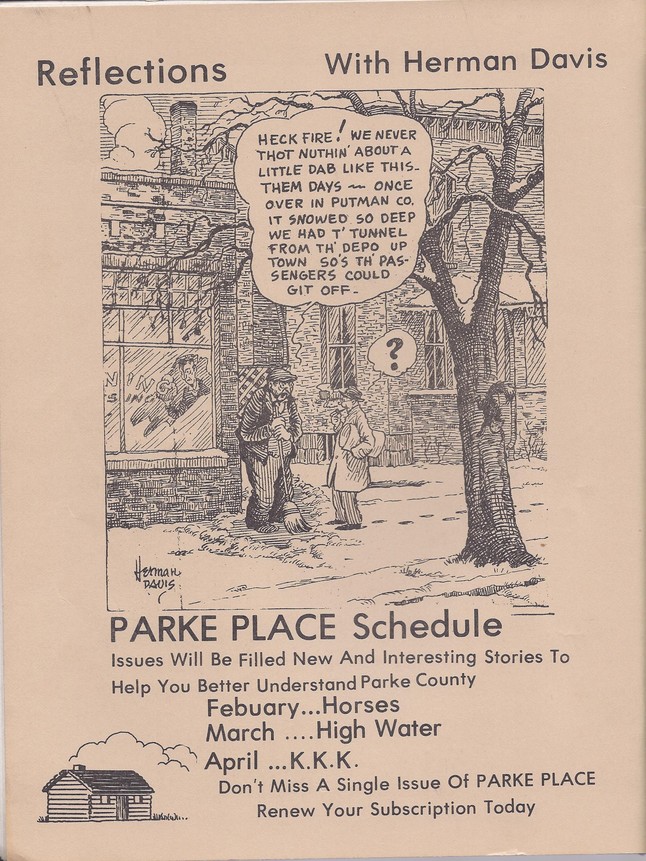 Reflections With Herman Davis
HECK FIRE! WE NEVER
THOT NUTHIN' ABOUT A
LITTLE DAB LIKE THIS-
THEM DAYS ~ ONCE
OVER IN PUTMAN CO.
IT SNOWED SO DEEP
WE HAD T' TUNNEL
FROM TH' DEPO UP
TOWN SO'S TH' PAS-
SENGERS COULD
GIT OFF-
?
NING
SING
HERMAN
DAVIS
PARKE PLACE Schedule
Issues Will Be Filled New And Interesting Stories To
Help You Better Understand Parke County
Febuary...Horses
March ....High Water
April ...K.K.K.
Don't Miss A Single Issue Of PARKE PLACE
Renew Your Subscription Today